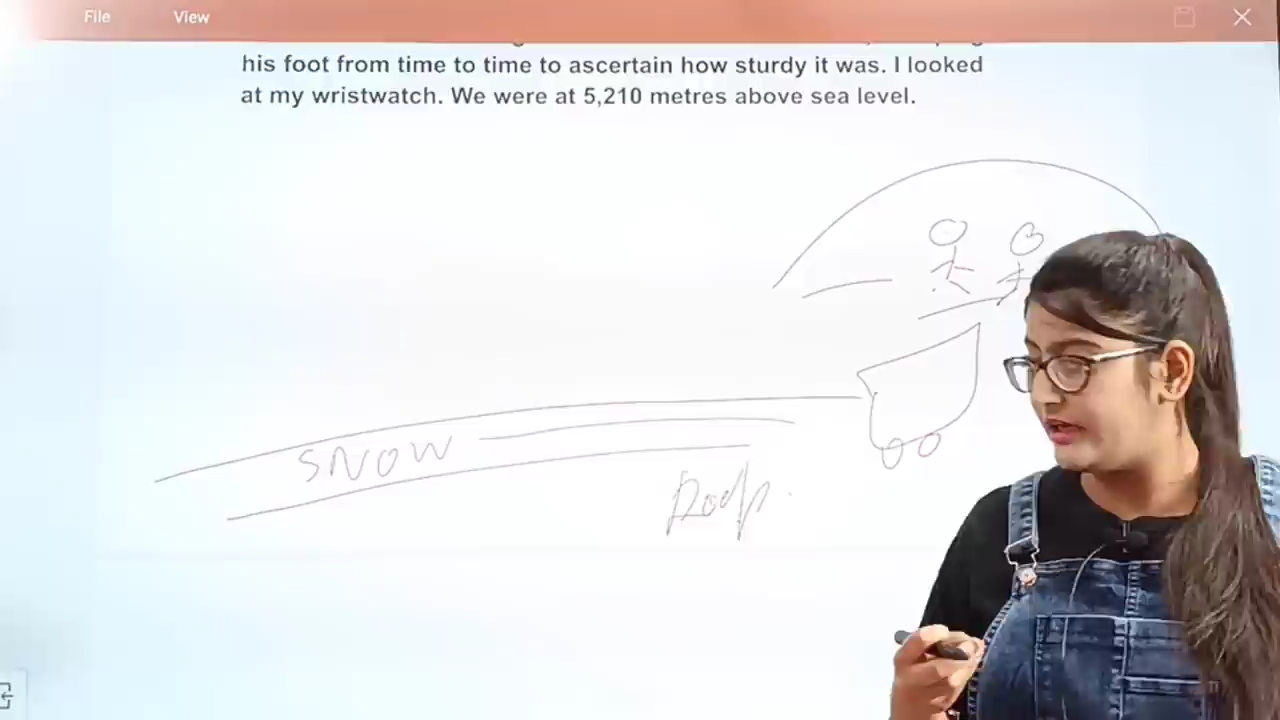 File View
his foot from time to time to ascertain how sturdy it was. I looked
at my wristwatch. We were at 5,210 metres above sea level.
SNOW